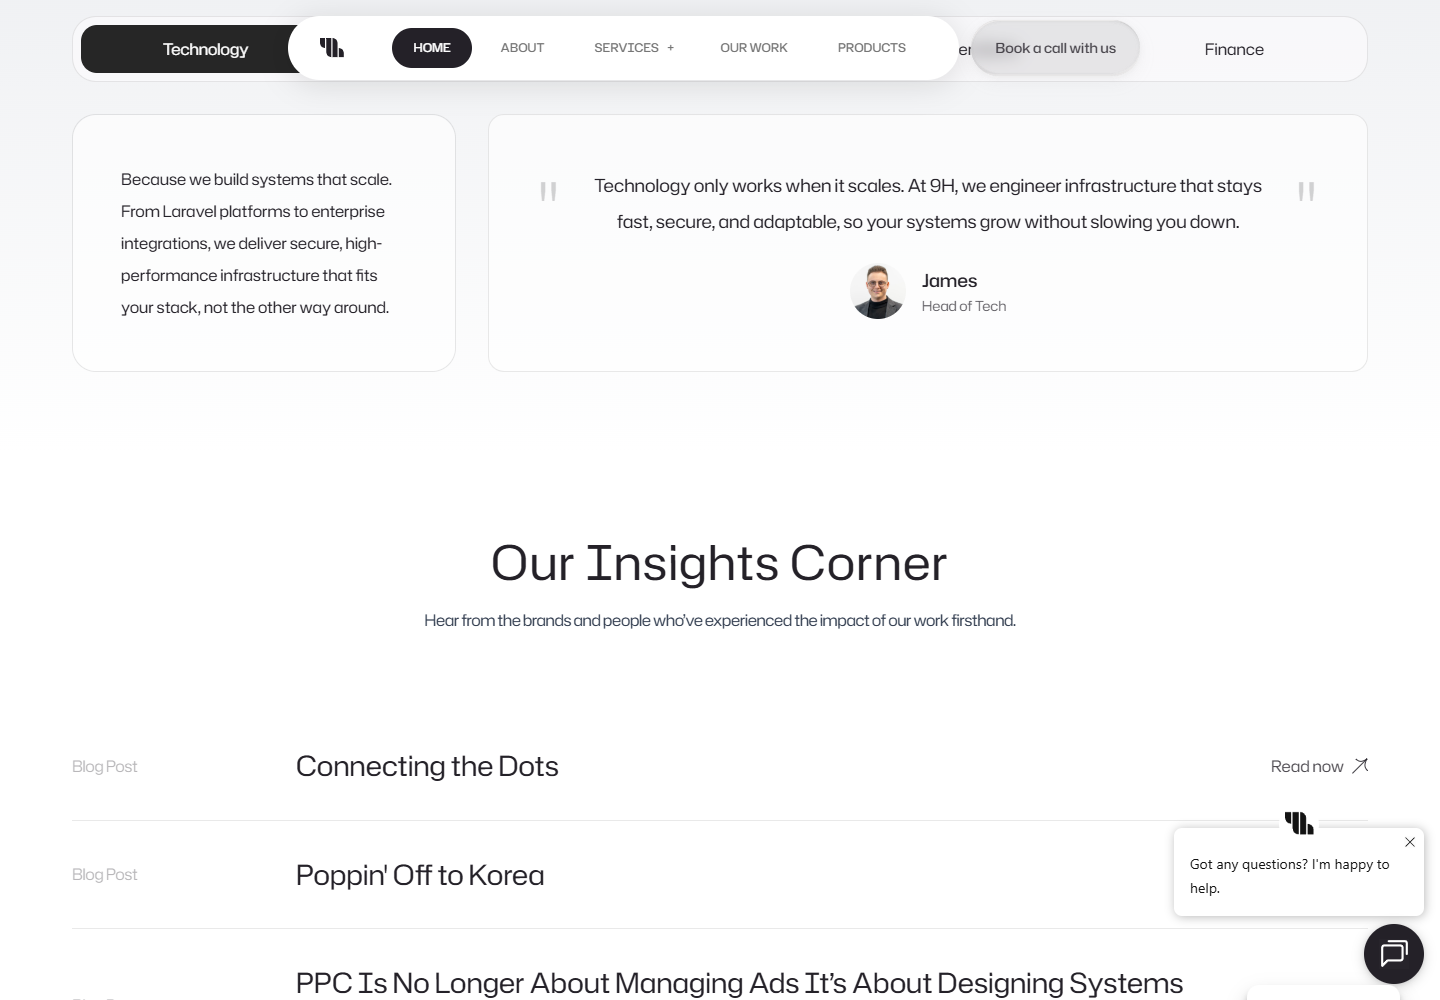 Technology
HOME
ABOUT
SERVICES +
OUR WORK
PRODUCTS
Book a call with us
Finance
Because we build systems that scale.
From Laravel platforms to enterprise
integrations, we deliver secure, high-
performance infrastructure that fits
your stack, not the other way around.
"
Technology only works when it scales. At 9H, we engineer infrastructure that stays
fast, secure, and adaptable, so your systems grow without slowing you down.
"
James
Head of Tech
Our Insights Corner
Hear from the brands and people who've experienced the impact of our work firsthand.
Blog Post
Connecting the Dots
Read now
Blog Post
Poppin' Off to Korea
Got any questions? I'm happy to
help.
PPC Is No Longer About Managing Ads It’s About Designing Systems